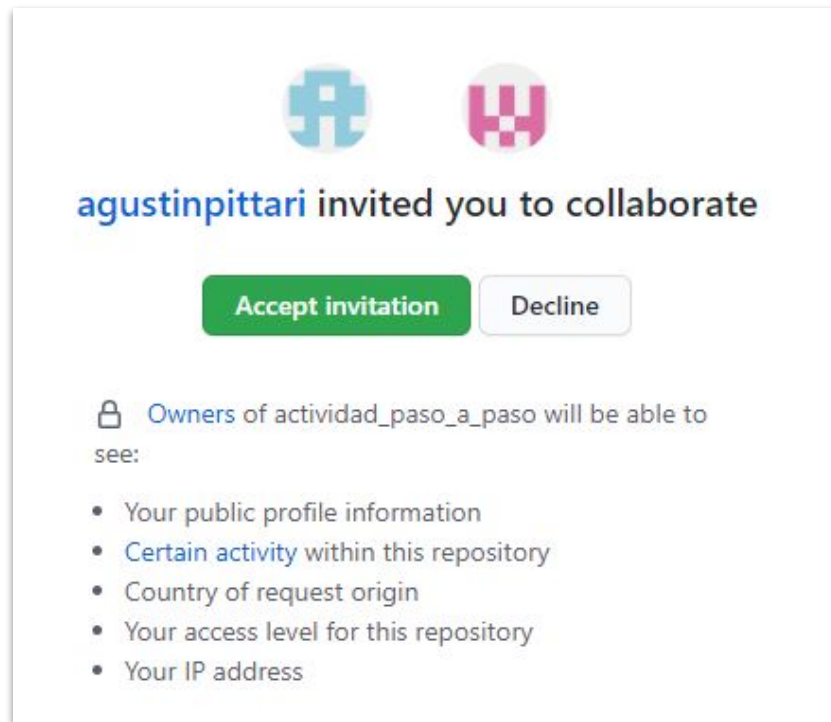 agustinpittari invited you to collaborate
Accept invitation
Decline
Owners of actividad_paso_a_paso will be able to
see:
Your public profile information
Certain activity within this repository
Country of request origin
Your access level for this repository
Your IP address